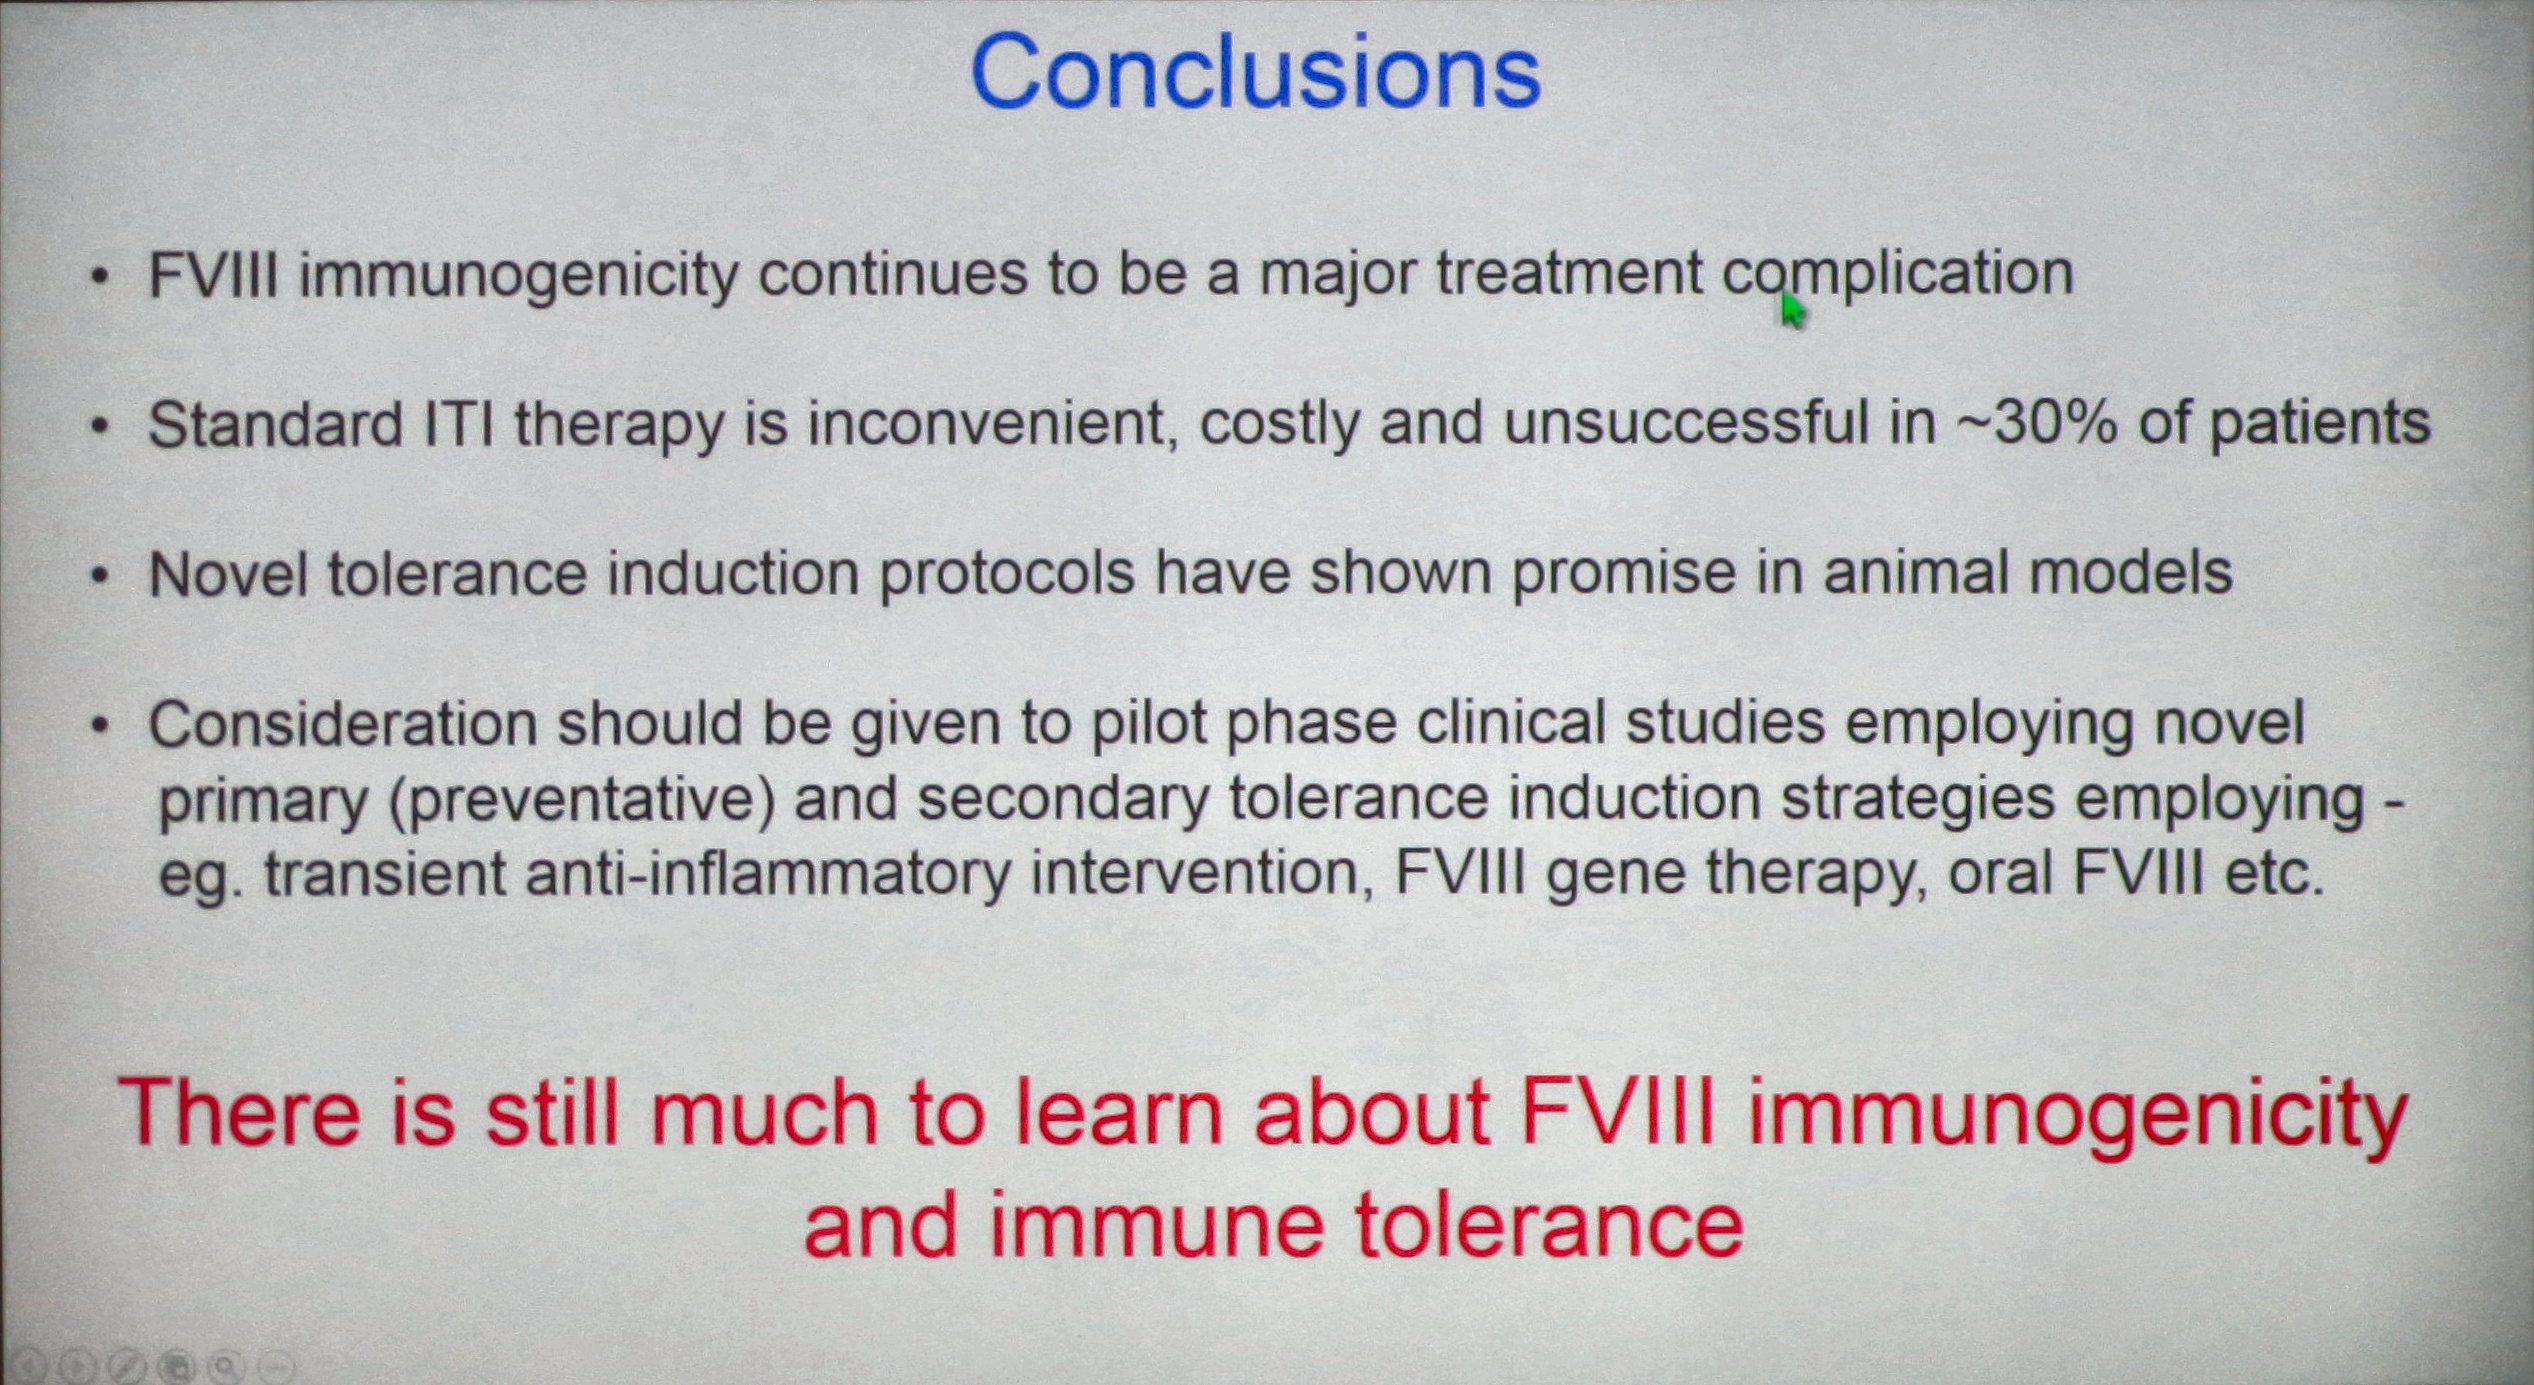 Conclusions
• FVIII immunogenicity continues to be a major treatment complication
• Standard ITI therapy is inconvenient, costly and unsuccessful in ~30% of patients
• Novel tolerance induction protocols have shown promise in animal models
• Consideration should be given to pilot phase clinical studies employing novel
primary (preventative) and secondary tolerance induction strategies employing -
eg. transient anti-inflammatory intervention, FVIII gene therapy, oral FVIII etc.
There is still much to learn about FVIII immunogenicity
and immune tolerance